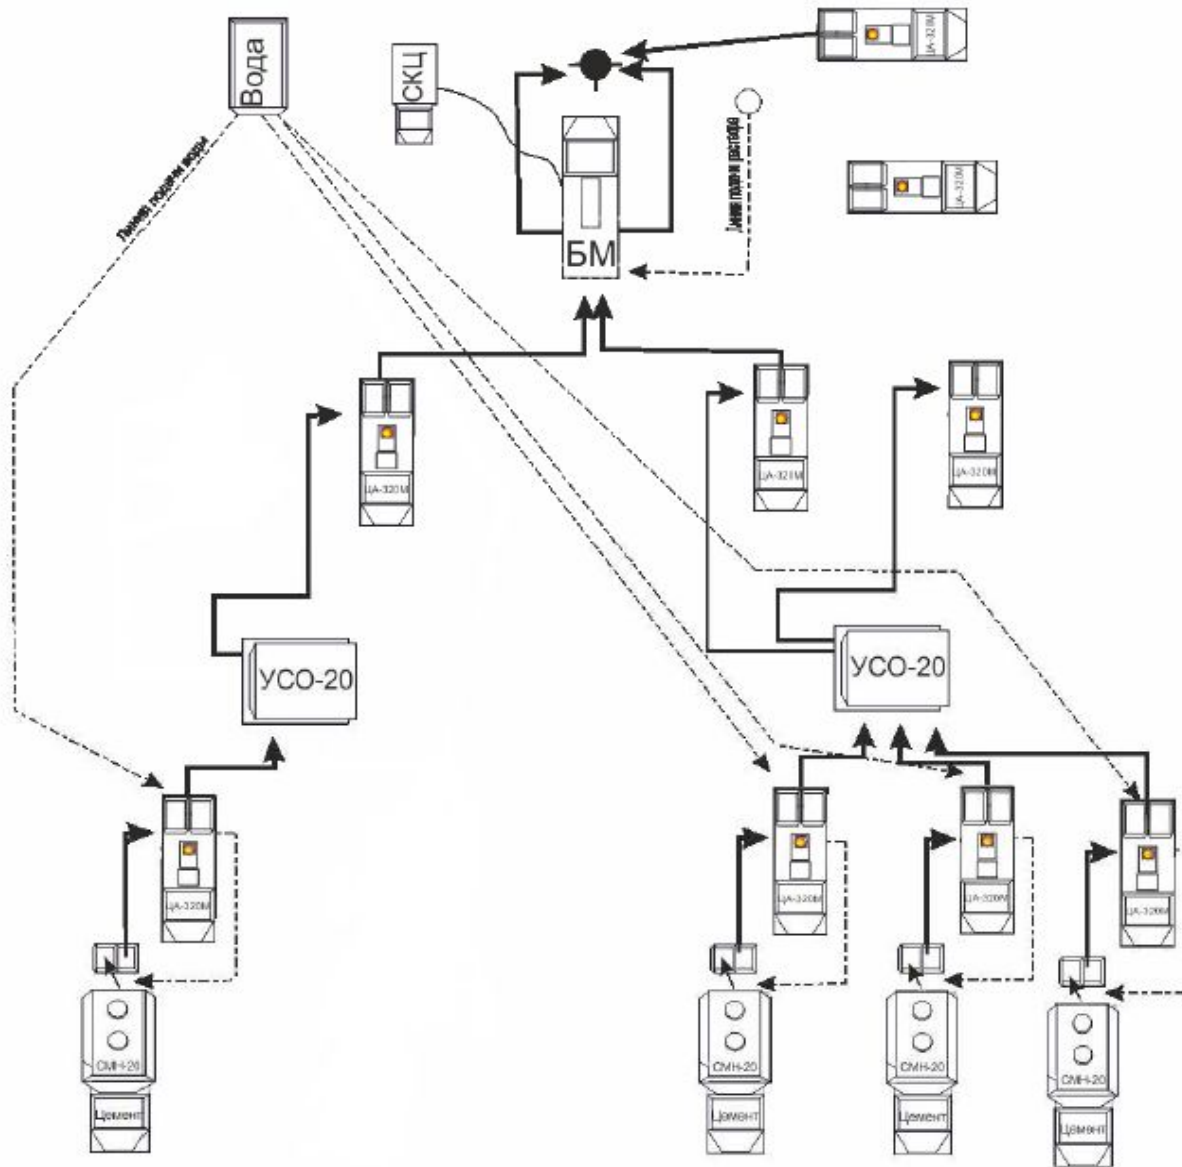 Вода
СКЦ
ЦА-320М
Линия подачи воды
Линия подачи раствора
ЦА-320М
БМ
ЦА-320М
ЦА-320М
ЦА-320М
УСО-20
УСО-20
ЦА-320М
ЦА-320М
ЦА-320М
ЦА-320М
СМН-20
СМН-20
СМН-20
СМН-20
Цемент
Цемент
Цемент
Цемент